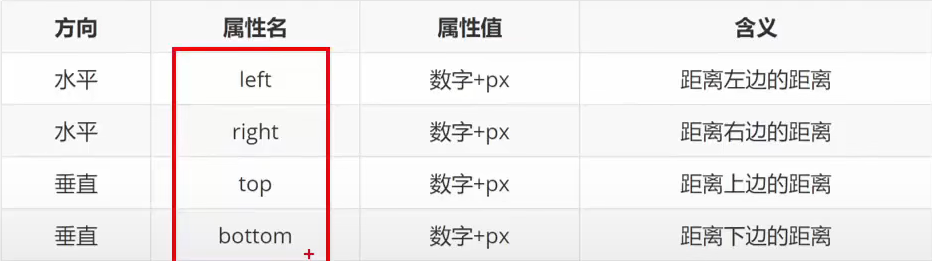 方向 属性名 属性值 含义
水平 left 数字+px 距离左边的距离
水平 right 数字+px 距离右边的距离
垂直 top 数字+px 距离上边的距离
垂直 bottom 数字+px 距离下边的距离